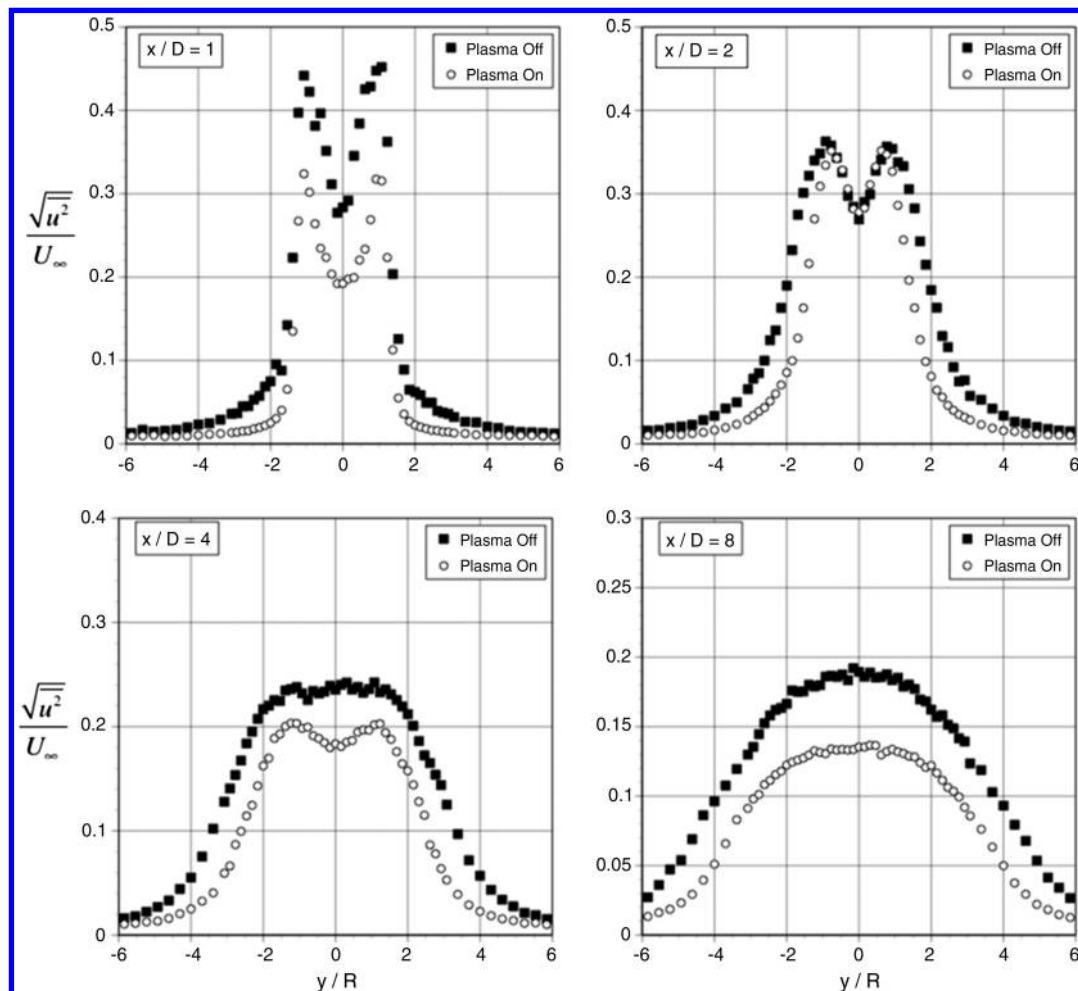 0.5
x / D = 1
Plasma Off
Plasma On
0.4
0.3
0.2
0.1
0
-6 -4 -2 0 2 4 6
√u²
U∞
0.5
x / D = 2
Plasma Off
Plasma On
0.4
0.3
0.2
0.1
0
-6 -4 -2 0 2 4 6
0.4
x / D = 4
Plasma Off
Plasma On
0.3
0.2
0.1
0
-6 -4 -2 0 2 4 6
y / R
√u²
U∞
0.3
x / D = 8
Plasma Off
Plasma On
0.25
0.2
0.15
0.1
0.05
0
-6 -4 -2 0 2 4 6
y / R